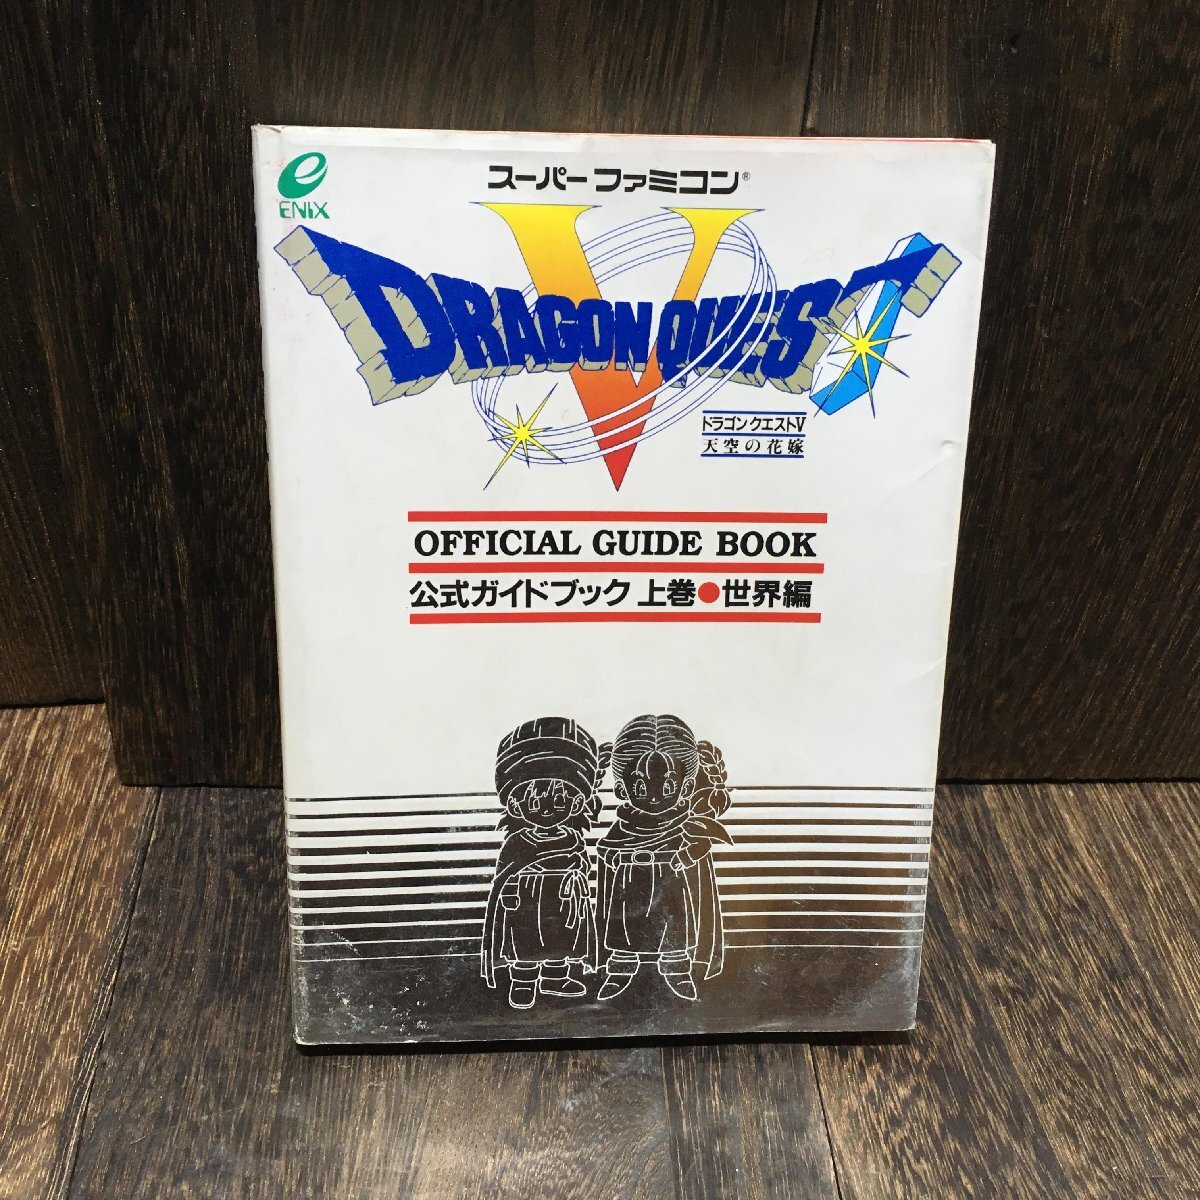 ENIX
スーパーファミコン®
DRAGON QUEST
V
ドラゴンクエストV
天空の花嫁
OFFICIAL GUIDE BOOK
公式ガイドブック 上巻●世界編